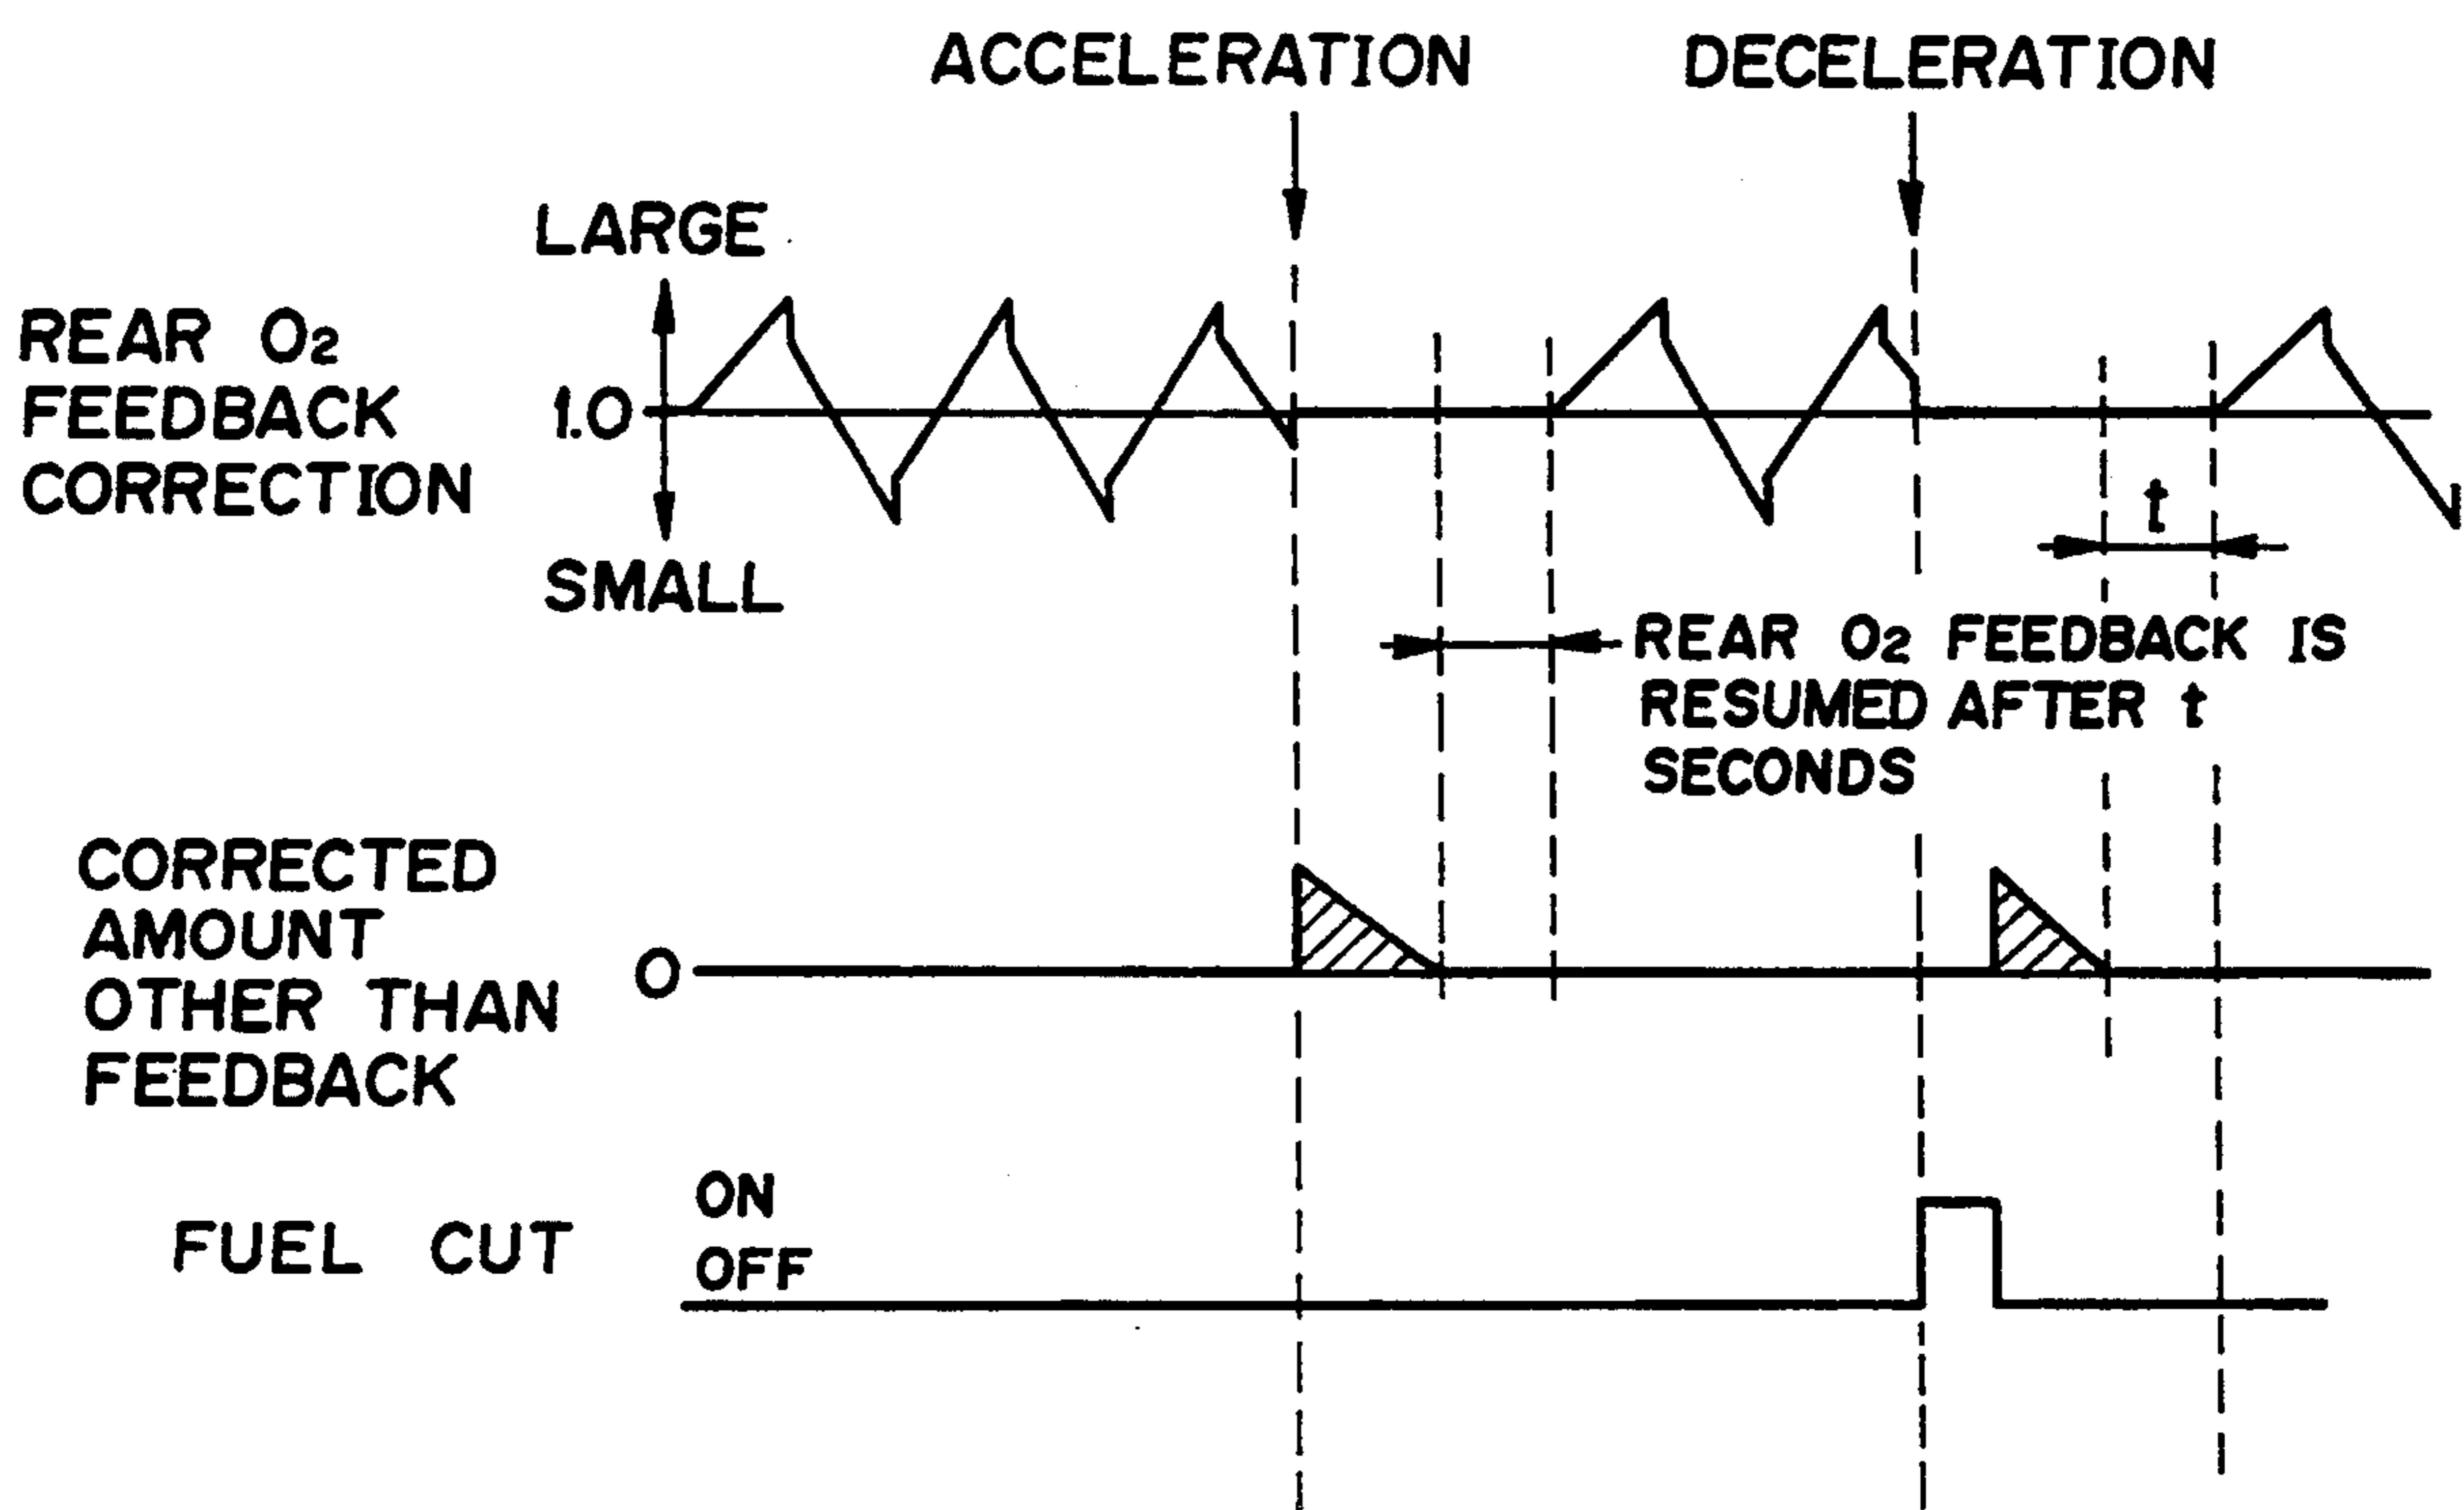 ACCELERATION
DECELERATION
LARGE
REAR O2
FEEDBACK
CORRECTION
1.0
SMALL
t
REAR O2 FEEDBACK IS
RESUMED AFTER t
SECONDS
CORRECTED
AMOUNT
OTHER THAN
FEEDBACK
0
ON
OFF
FUEL CUT